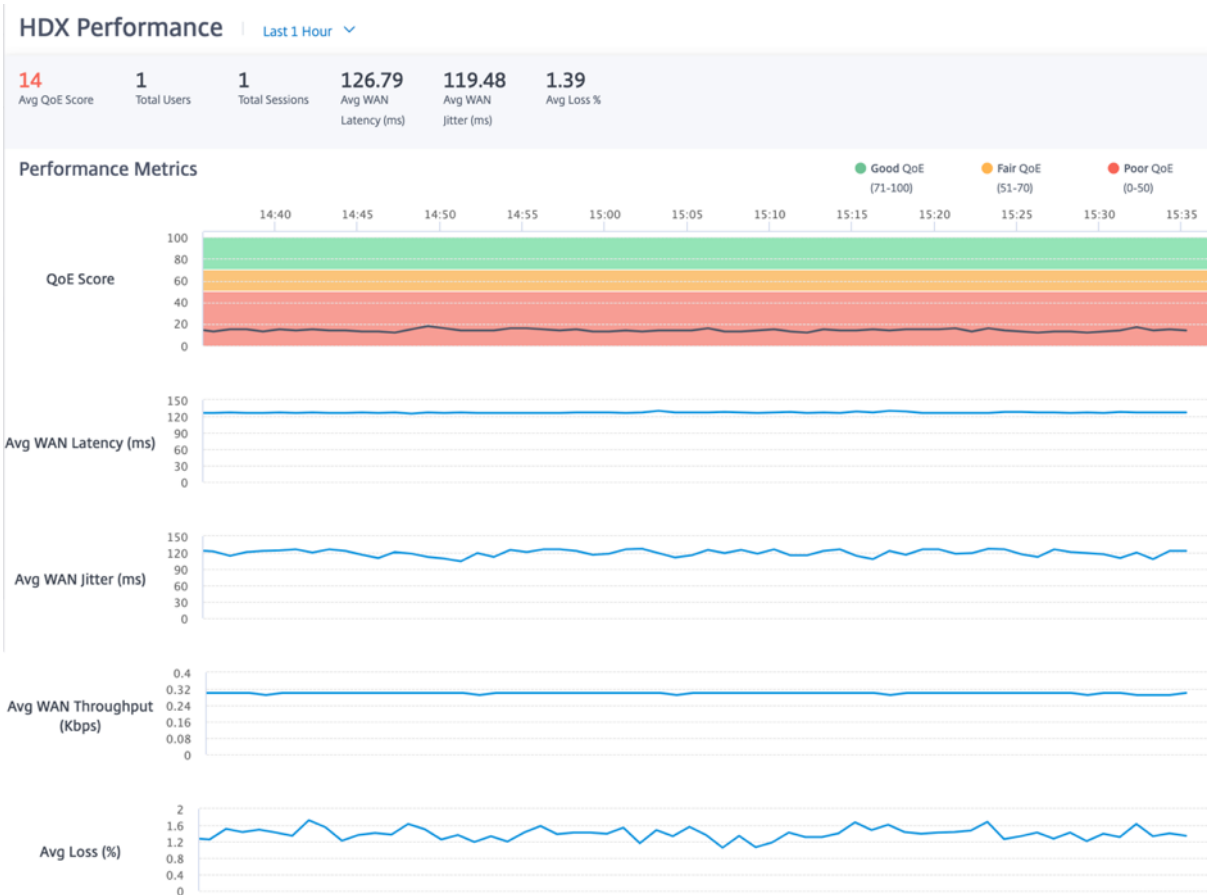 HDX Performance
Last 1 Hour
14
Avg QoE Score
1
Total Users
1
Total Sessions
126.79
Avg WAN
Latency (ms)
119.48
Avg WAN
Jitter (ms)
1.39
Avg Loss %
Performance Metrics
Good QoE
(71-100)
Fair QoE
(51-70)
Poor QoE
(0-50)
14:40 14:45 14:50 14:55 15:00 15:05 15:10 15:15 15:20 15:25 15:30 15:35
QoE Score
100
80
60
40
20
0
Avg WAN Latency (ms)
150
120
90
60
30
0
Avg WAN Jitter (ms)
150
120
90
60
30
0
Avg WAN Throughput
(Kbps)
0.4
0.32
0.24
0.16
0.08
0
Avg Loss (%)
2
1.6
1.2
0.8
0.4
0